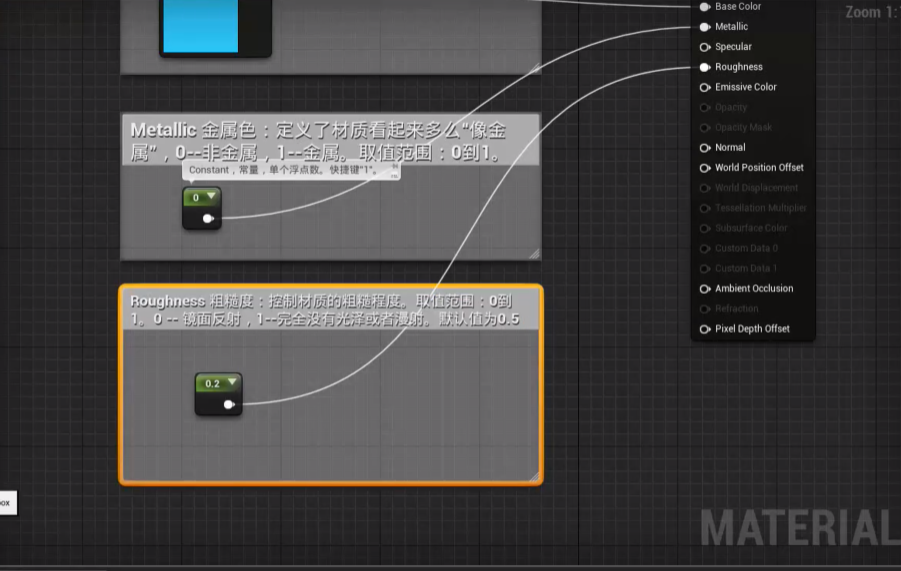 Zoom 1:
Base Color
Metallic
Specular
Roughness
Emissive Color
Opacity
Opacity Mask
Normal
World Position Offset
World Displacement
Tessellation Multiplier
Subsurface Color
Custom Data 0
Custom Data 1
Ambient Occlusion
Refraction
Pixel Depth Offset
Metallic 金属色：定义了材质看起来多么“像金
属”，0--非金属，1--金属。取值范围：0到1。
Constant，常量，单个浮点数。快捷键"1"。
0
Roughness 粗糙度：控制材质的粗糙程度。取值范围：0到
1。0 -- 镜面反射，1--完全没有光泽或者漫射。默认值为0.5
0.2
box
MATERIAL